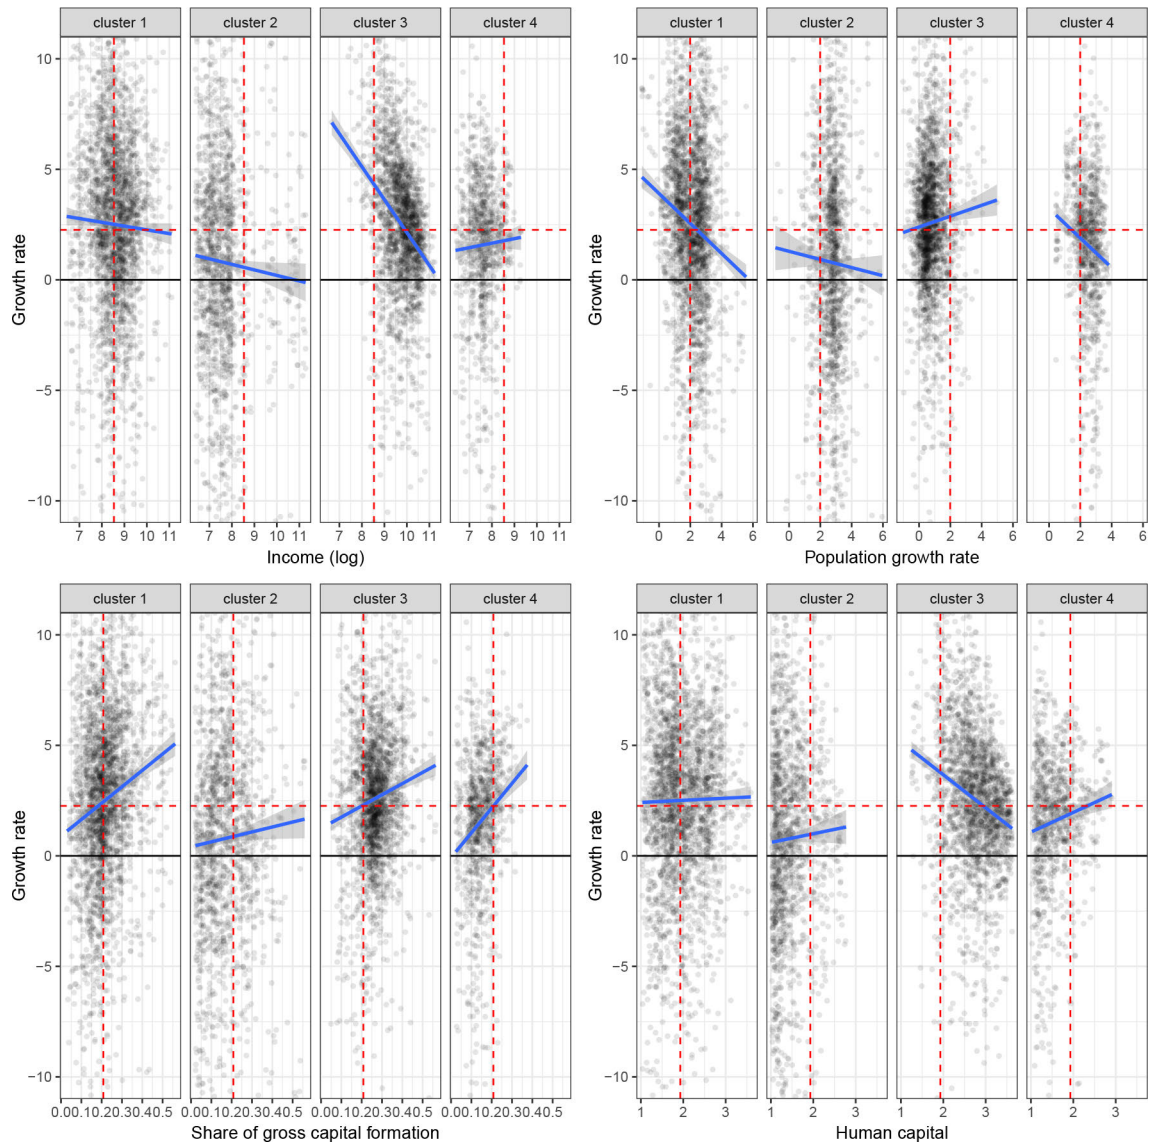 cluster 1 cluster 2 cluster 3 cluster 4
10
5
0
−5
−10
Growth rate
7 8 9 10 11 7 8 9 10 11 7 8 9 10 11 7 8 9 10 11
Income (log)
cluster 1 cluster 2 cluster 3 cluster 4
10
5
0
−5
−10
Growth rate
0 2 4 6 0 2 4 6 0 2 4 6 0 2 4 6
Population growth rate
cluster 1 cluster 2 cluster 3 cluster 4
10
5
0
−5
−10
Growth rate
0.00.10.20.30.40.5 0.00.10.20.30.40.5 0.00.10.20.30.40.5 0.00.10.20.30.40.5
Share of gross capital formation
cluster 1 cluster 2 cluster 3 cluster 4
10
5
0
−5
−10
Growth rate
1 2 3 1 2 3 1 2 3 1 2 3
Human capital